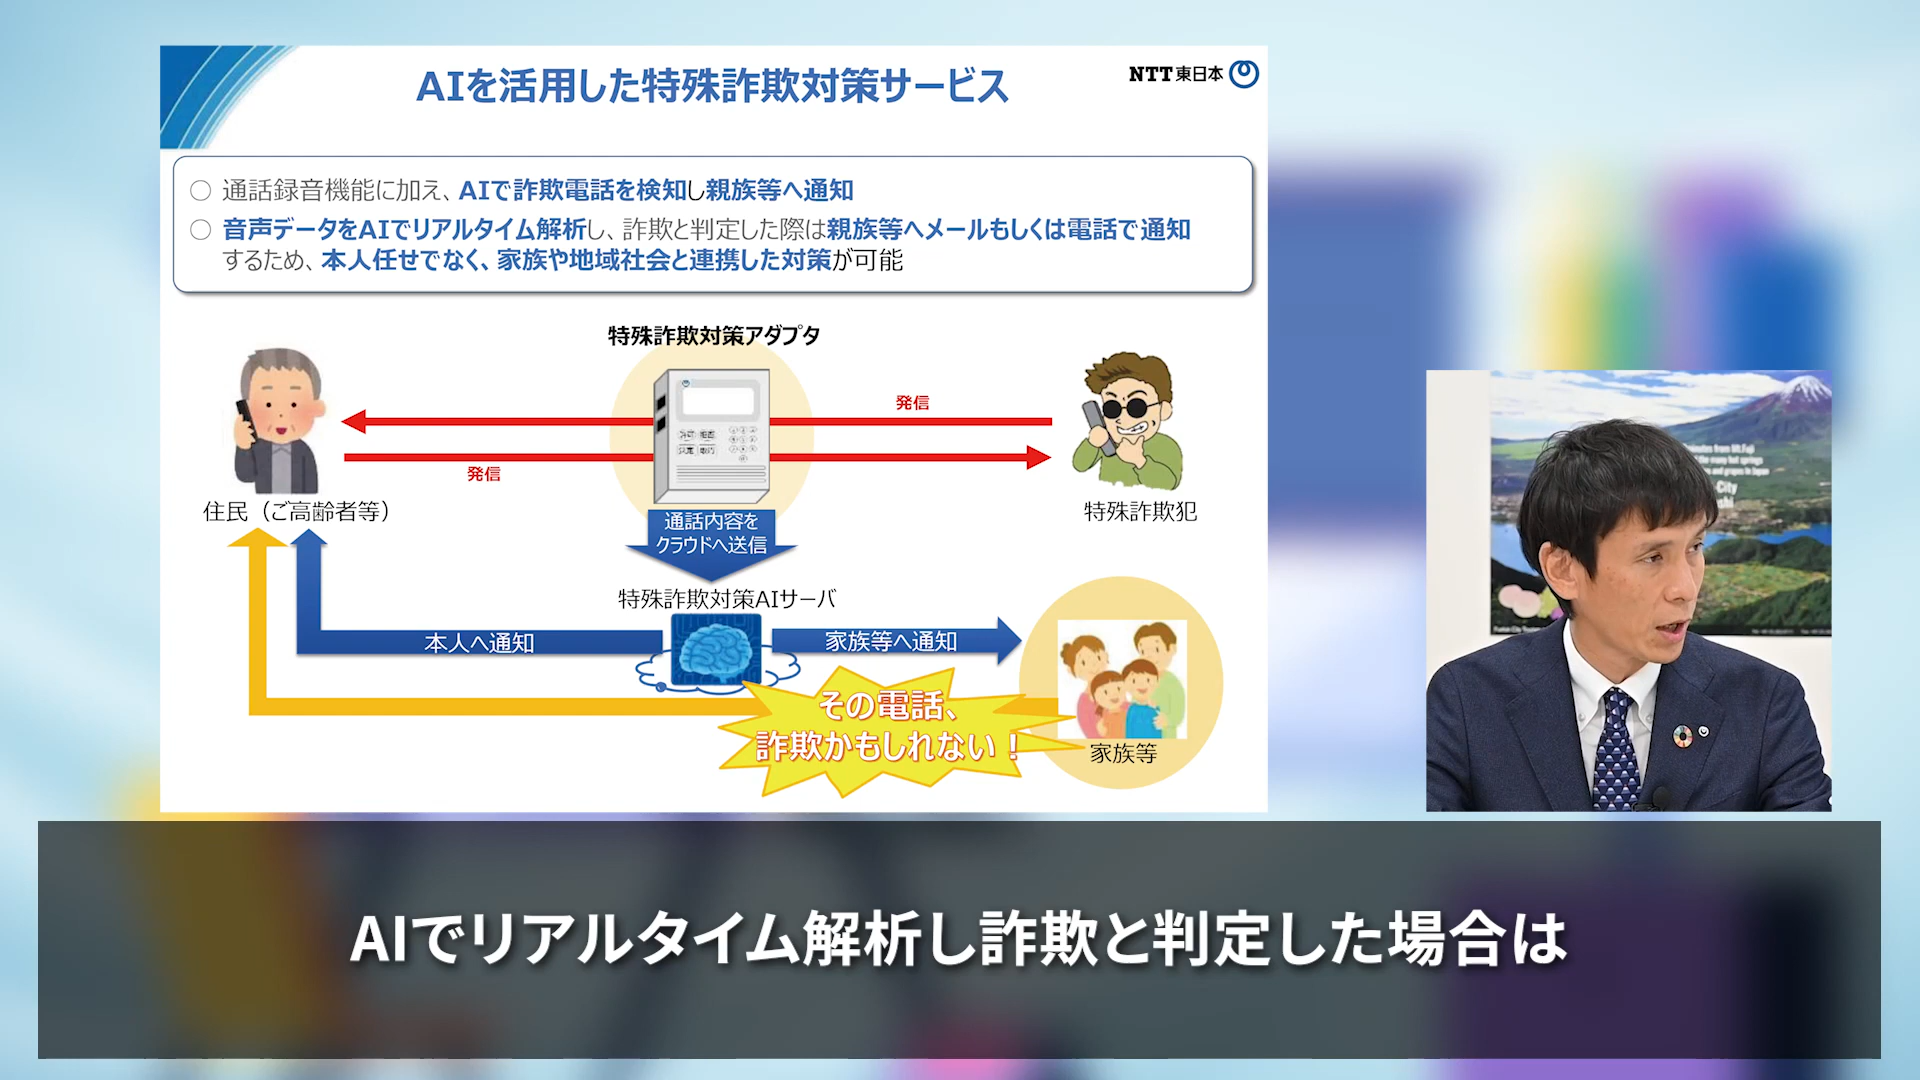 AIを活用した特殊詐欺対策サービス
NTT東日本
○ 通話録音機能に加え、AIで詐欺電話を検知し親族等へ通知
○ 音声データをAIでリアルタイム解析し、詐欺と判定した際は親族等へメールもしくは電話で通知
するため、本人任せでなく、家族や地域社会と連携した対策が可能
特殊詐欺対策アダプタ
発信
発信
住民（ご高齢者等）
特殊詐欺犯
通話内容を
クラウドへ送信
特殊詐欺対策AIサーバ
本人へ通知
家族等へ通知
その電話、
詐欺かもしれない！
家族等
AIでリアルタイム解析し詐欺と判定した場合は